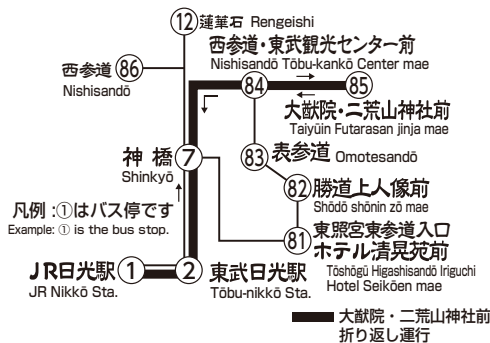 ⑫蓮華石 Rengeishi
西参道・東武観光センター前
Nishisandō Tōbu-kankō Center mae
西参道 86
Nishisandō
84
85
大猷院・二荒山神社前
Taiyūin Futarasan jinja mae
神橋 ⑦
Shinkyō
83 表参道 Omotesandō
82 勝道上人像前
Shōdō shōnin zō mae
凡例 :①はバス停です
Example: ① is the bus stop.
81 東照宮東参道入口
ホテル清晃苑前
Tōshōgū Higashisandō Iriguchi
Hotel Seikōen mae
JR日光駅 ①
JR Nikkō Sta.
② 東武日光駅
Tōbu-nikkō Sta.
大猷院・二荒山神社前
折り返し運行